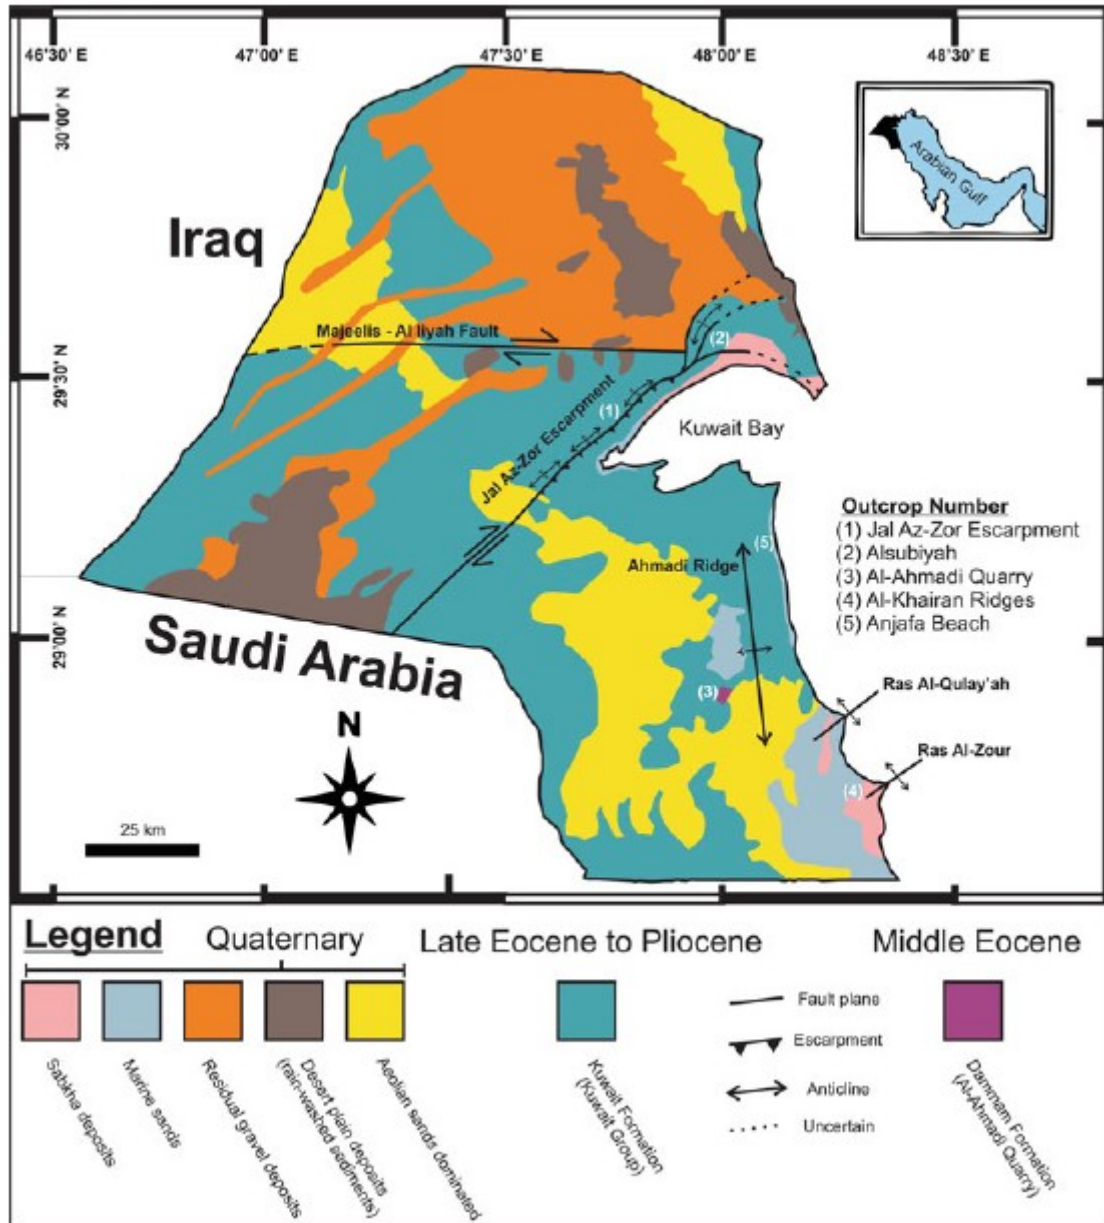 46°30' E
47°00' E
47°30' E
48°00' E
48°30' E
30°00' N
29°30' N
29°00' N
Arabian Gulf
Iraq
Majeelis - Al liyah Fault
(2)
(1)
Jal Az-Zor Escarpment
Kuwait Bay
Outcrop Number
(1) Jal Az-Zor Escarpment
(2) Alsubiyah
(3) Al-Ahmadi Quarry
(4) Al-Khairan Ridges
(5) Anjafa Beach
(5)
Ahmadi Ridge
Saudi Arabia
(3)
Ras Al-Qulay'ah
Ras Al-Zour
(4)
N
25 km
Legend
Quaternary
Late Eocene to Pliocene
Middle Eocene
Sabkha deposits
Marine sands
Residual gravel deposits
Desert plain deposits
(rain-washed sediments)
Aeolian sands dominated
Kuwait Formation
(Kuwait Group)
Fault plane
Escarpment
Anticline
Uncertain
Dammam Formation
(Al-Ahmadi Quarry)